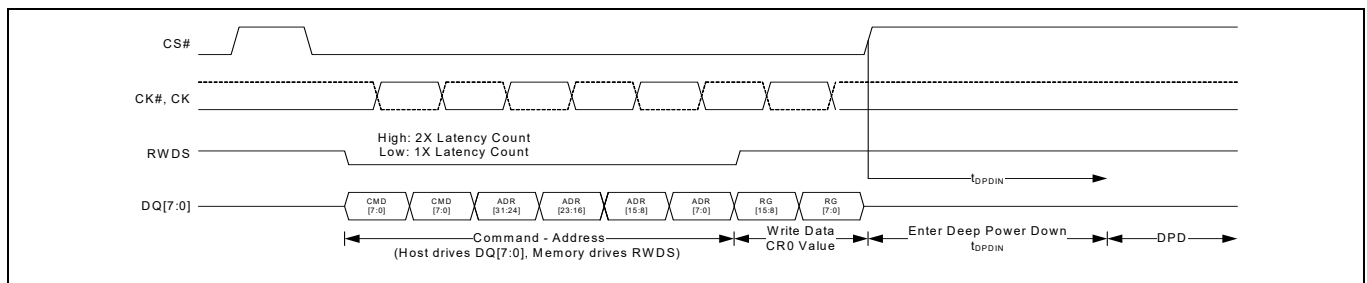 CS#
CK#, CK
High: 2X Latency Count
Low: 1X Latency Count
RWDS
tDPDIN
DQ[7:0]
CMD [7:0]
CMD [7:0]
ADR [31:24]
ADR [23:16]
ADR [15:8]
ADR [7:0]
RG [15:8]
RG [7:0]
Command - Address
(Host drives DQ[7:0], Memory drives RWDS)
Write Data
CR0 Value
Enter Deep Power Down
tDPDIN
DPD